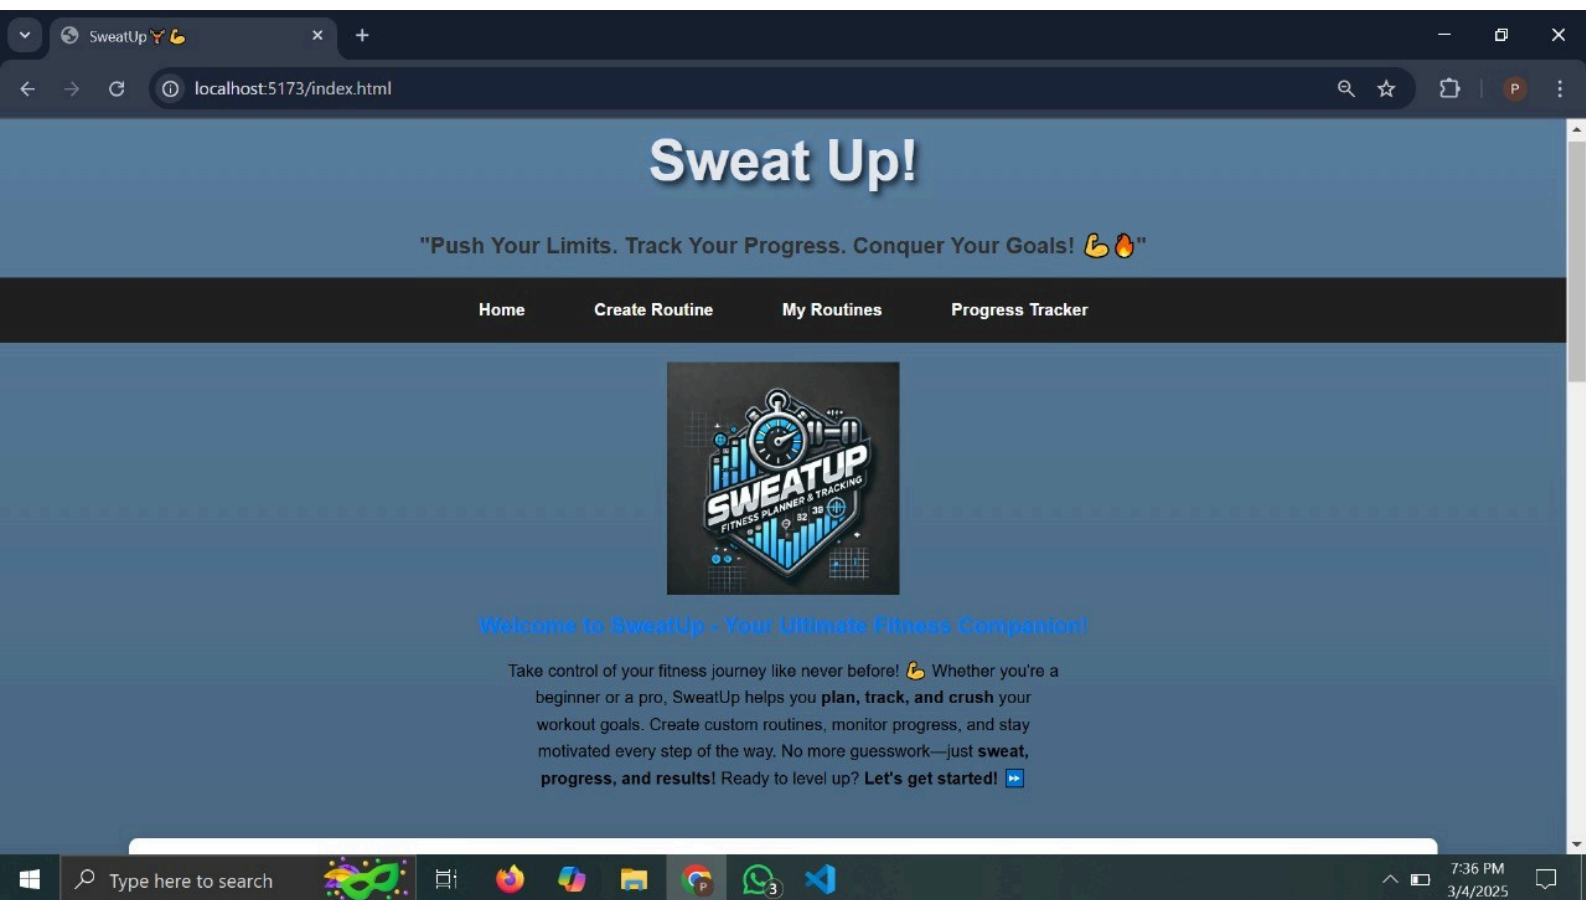 SweatUp🏋️💪
localhost:5173/index.html
P
Sweat Up!
"Push Your Limits. Track Your Progress. Conquer Your Goals! 💪🔥"
Home Create Routine My Routines Progress Tracker
SWEATUP
FITNESS PLANNER & TRACKING
32 38
Welcome to SweatUp - Your Ultimate Fitness Companion!
Take control of your fitness journey like never before! 💪 Whether you're a
beginner or a pro, SweatUp helps you plan, track, and crush your
workout goals. Create custom routines, monitor progress, and stay
motivated every step of the way. No more guesswork—just sweat,
progress, and results! Ready to level up? Let's get started! ⏩
Type here to search
P
3
7:36 PM
3/4/2025